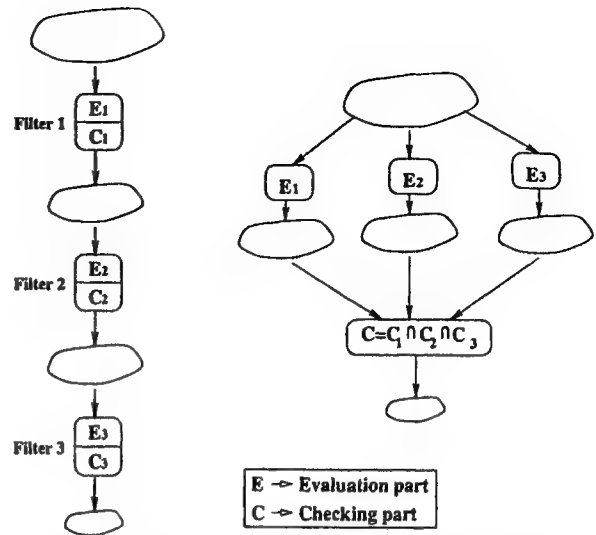 Filter 1
E1
C1
Filter 2
E2
C2
Filter 3
E3
C3
E1
E2
E3
C=C1∩C2∩C3
E → Evaluation part
C → Checking part